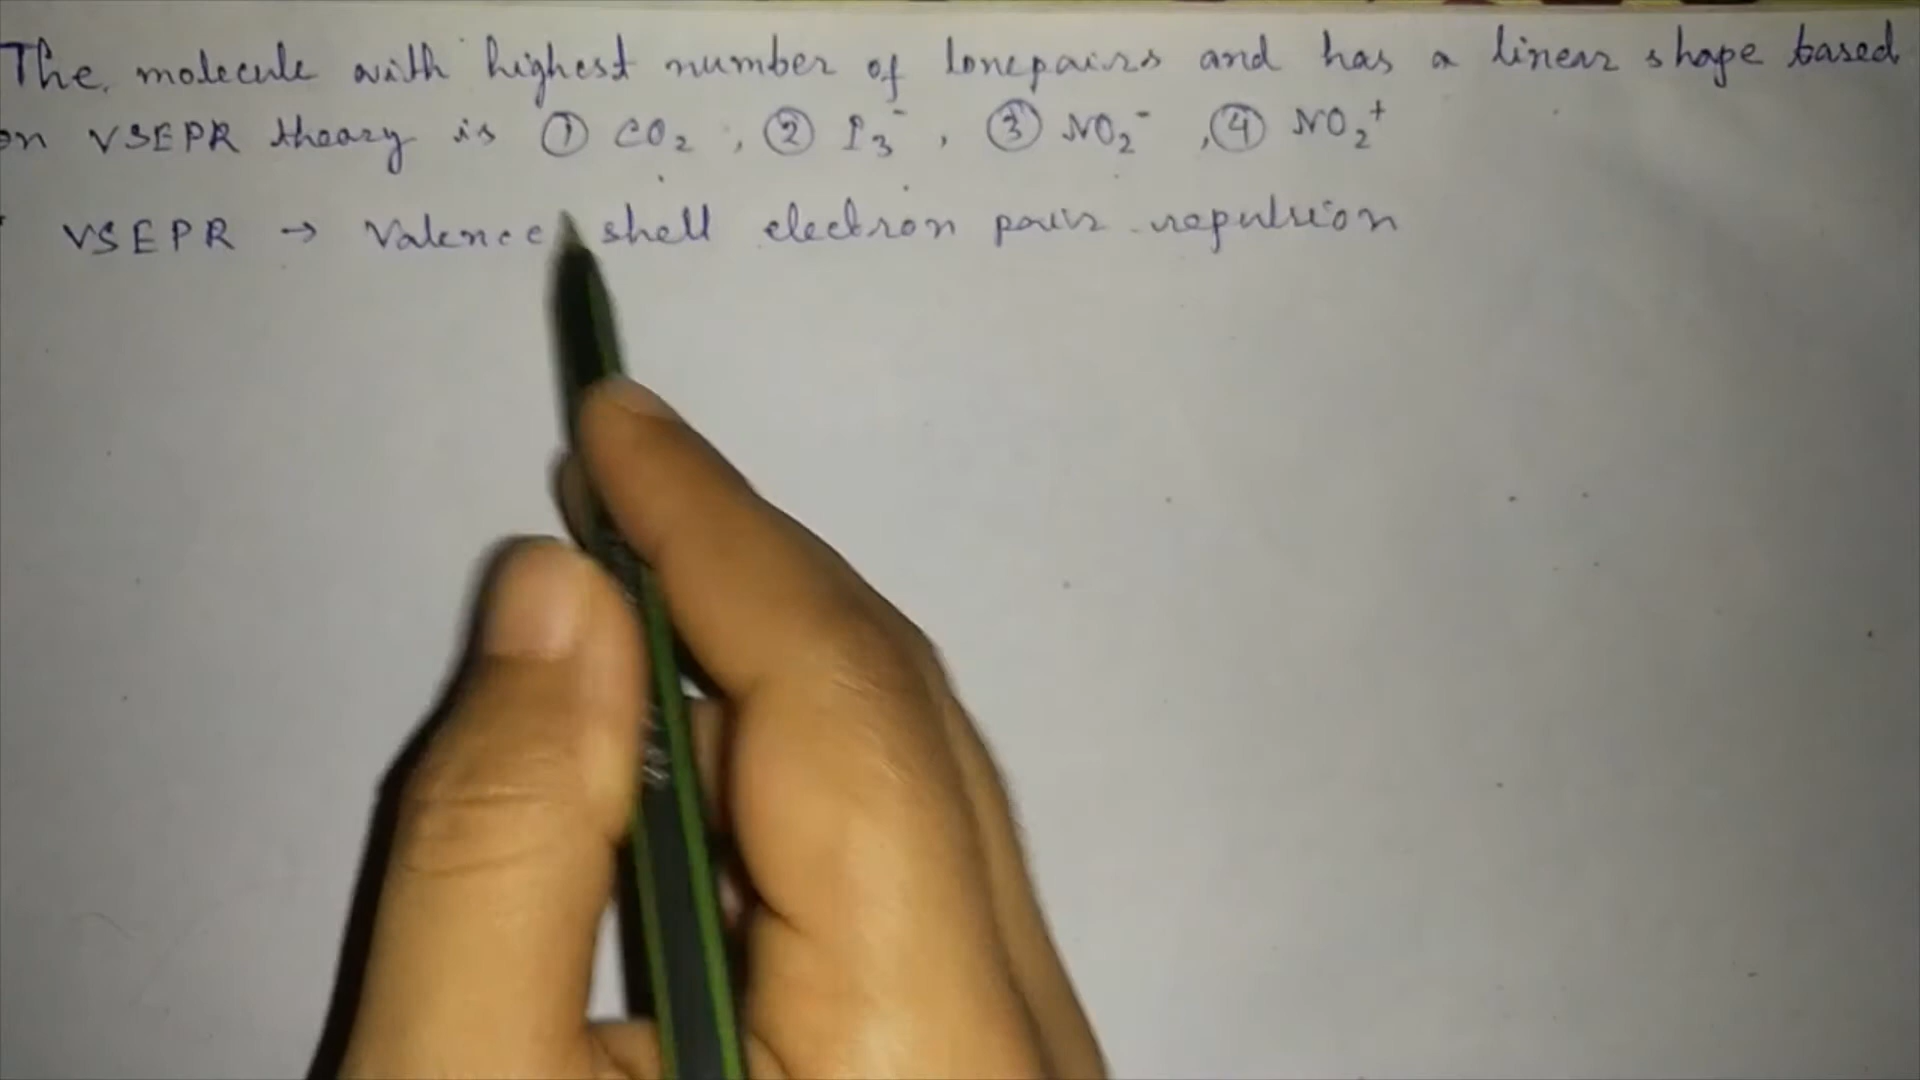 The molecule with highest number of lonepairs and has a linear shape based
on VSEPR theory is ① CO₂ , ② I₃⁻ , ③ NO₂⁻ , ④ NO₂⁺
VSEPR → Valence shell electron pair repulsion